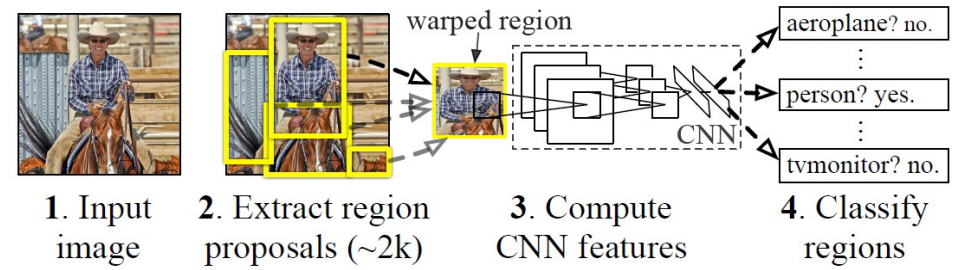 warped region
aeroplane? no.
person? yes.
CNN
tvmonitor? no.
1. Input
image
2. Extract region
proposals (~2k)
3. Compute
CNN features
4. Classify
regions